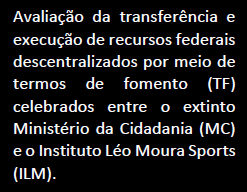 Avaliação da transferência e
execução de recursos federais
descentralizados por meio de
termos de fomento (TF)
celebrados entre o extinto
Ministério da Cidadania (MC)
e o Instituto Léo Moura Sports
(ILM).